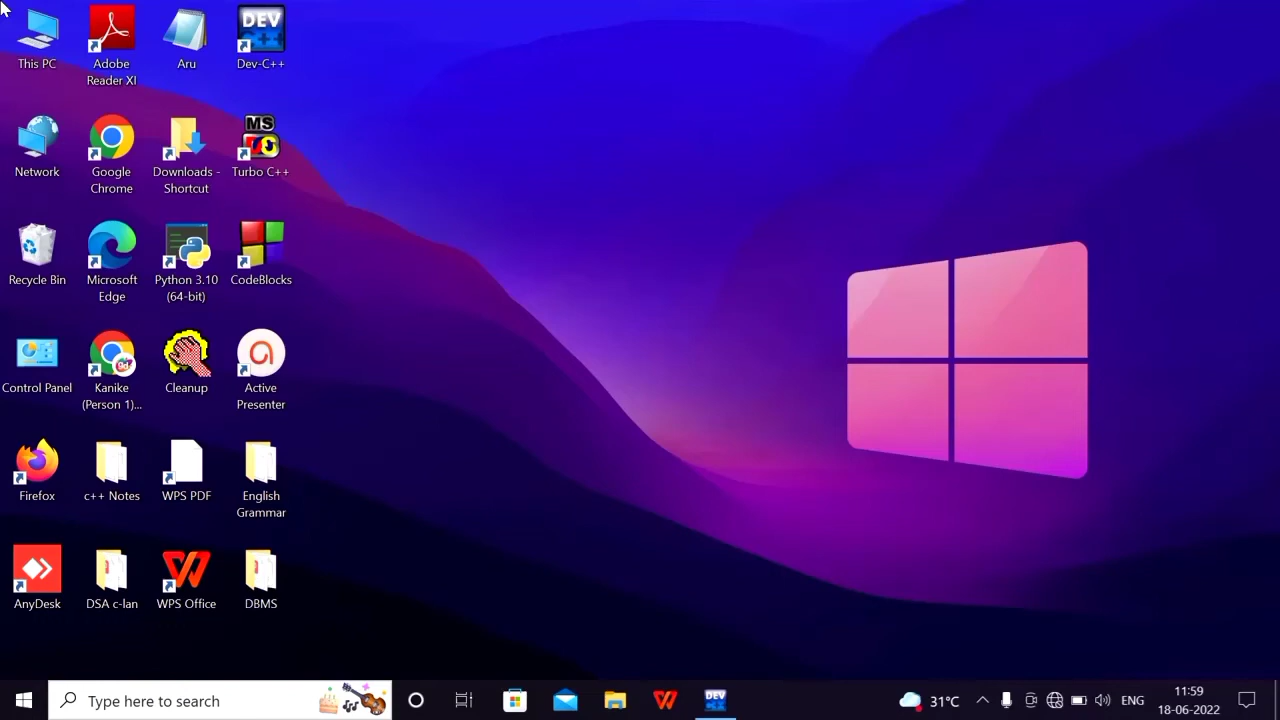 This PC
Adobe
Reader XI
Aru
DEV
C++
Dev-C++
Network
Google
Chrome
Downloads -
Shortcut
MS
Turbo C++
Recycle Bin
Microsoft
Edge
Python 3.10
(64-bit)
CodeBlocks
Control Panel
Kanike
(Person 1)...
Cleanup
Active
Presenter
Firefox
c++ Notes
WPS PDF
English
Grammar
AnyDesk
DSA c-lan
WPS Office
DBMS
Type here to search
DEV
31°C
ENG
11:59
18-06-2022